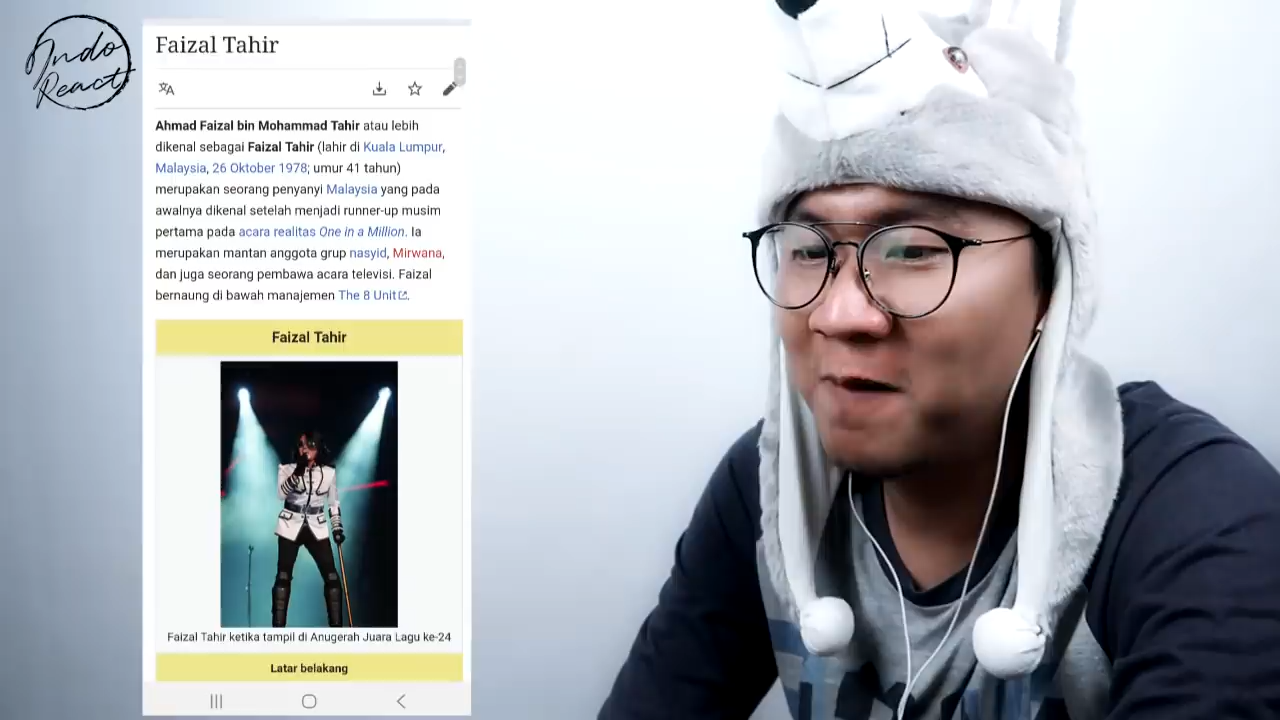 Indo
React
Faizal Tahir
Ahmad Faizal bin Mohammad Tahir atau lebih
dikenal sebagai Faizal Tahir (lahir di Kuala Lumpur,
Malaysia, 26 Oktober 1978; umur 41 tahun)
merupakan seorang penyanyi Malaysia yang pada
awalnya dikenal setelah menjadi runner-up musim
pertama pada acara realitas One in a Million. Ia
merupakan mantan anggota grup nasyid, Mirwana,
dan juga seorang pembawa acara televisi. Faizal
bernaung di bawah manajemen The 8 Unit.
Faizal Tahir
Faizal Tahir ketika tampil di Anugerah Juara Lagu ke-24
Latar belakang